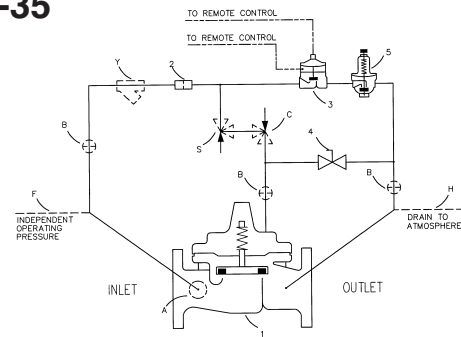 -35
TO REMOTE CONTROL
TO REMOTE CONTROL
Y
2
3
5
B
S
C
4
B
B
F
INDEPENDENT
OPERATING
PRESSURE
H
DRAIN TO
ATMOSPHERE
INLET
OUTLET
A
1